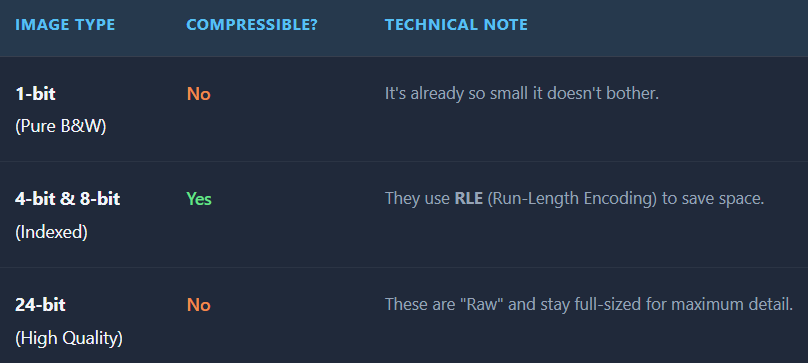 IMAGE TYPE COMPRESSIBLE? TECHNICAL NOTE
1-bit No It's already so small it doesn't bother.
(Pure B&W)
4-bit & 8-bit Yes They use RLE (Run-Length Encoding) to save space.
(Indexed)
24-bit No These are "Raw" and stay full-sized for maximum detail.
(High Quality)